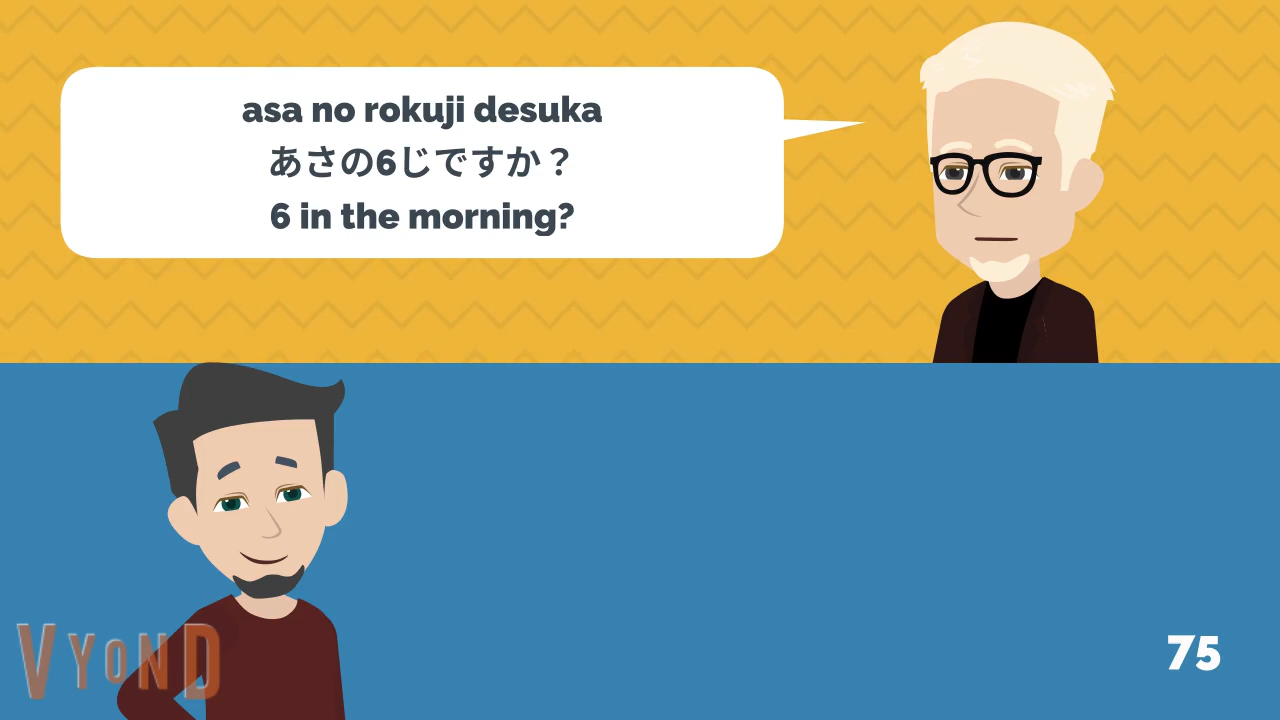 asa no rokuji desuka
あさの6じですか？
6 in the morning?
VYOND
75